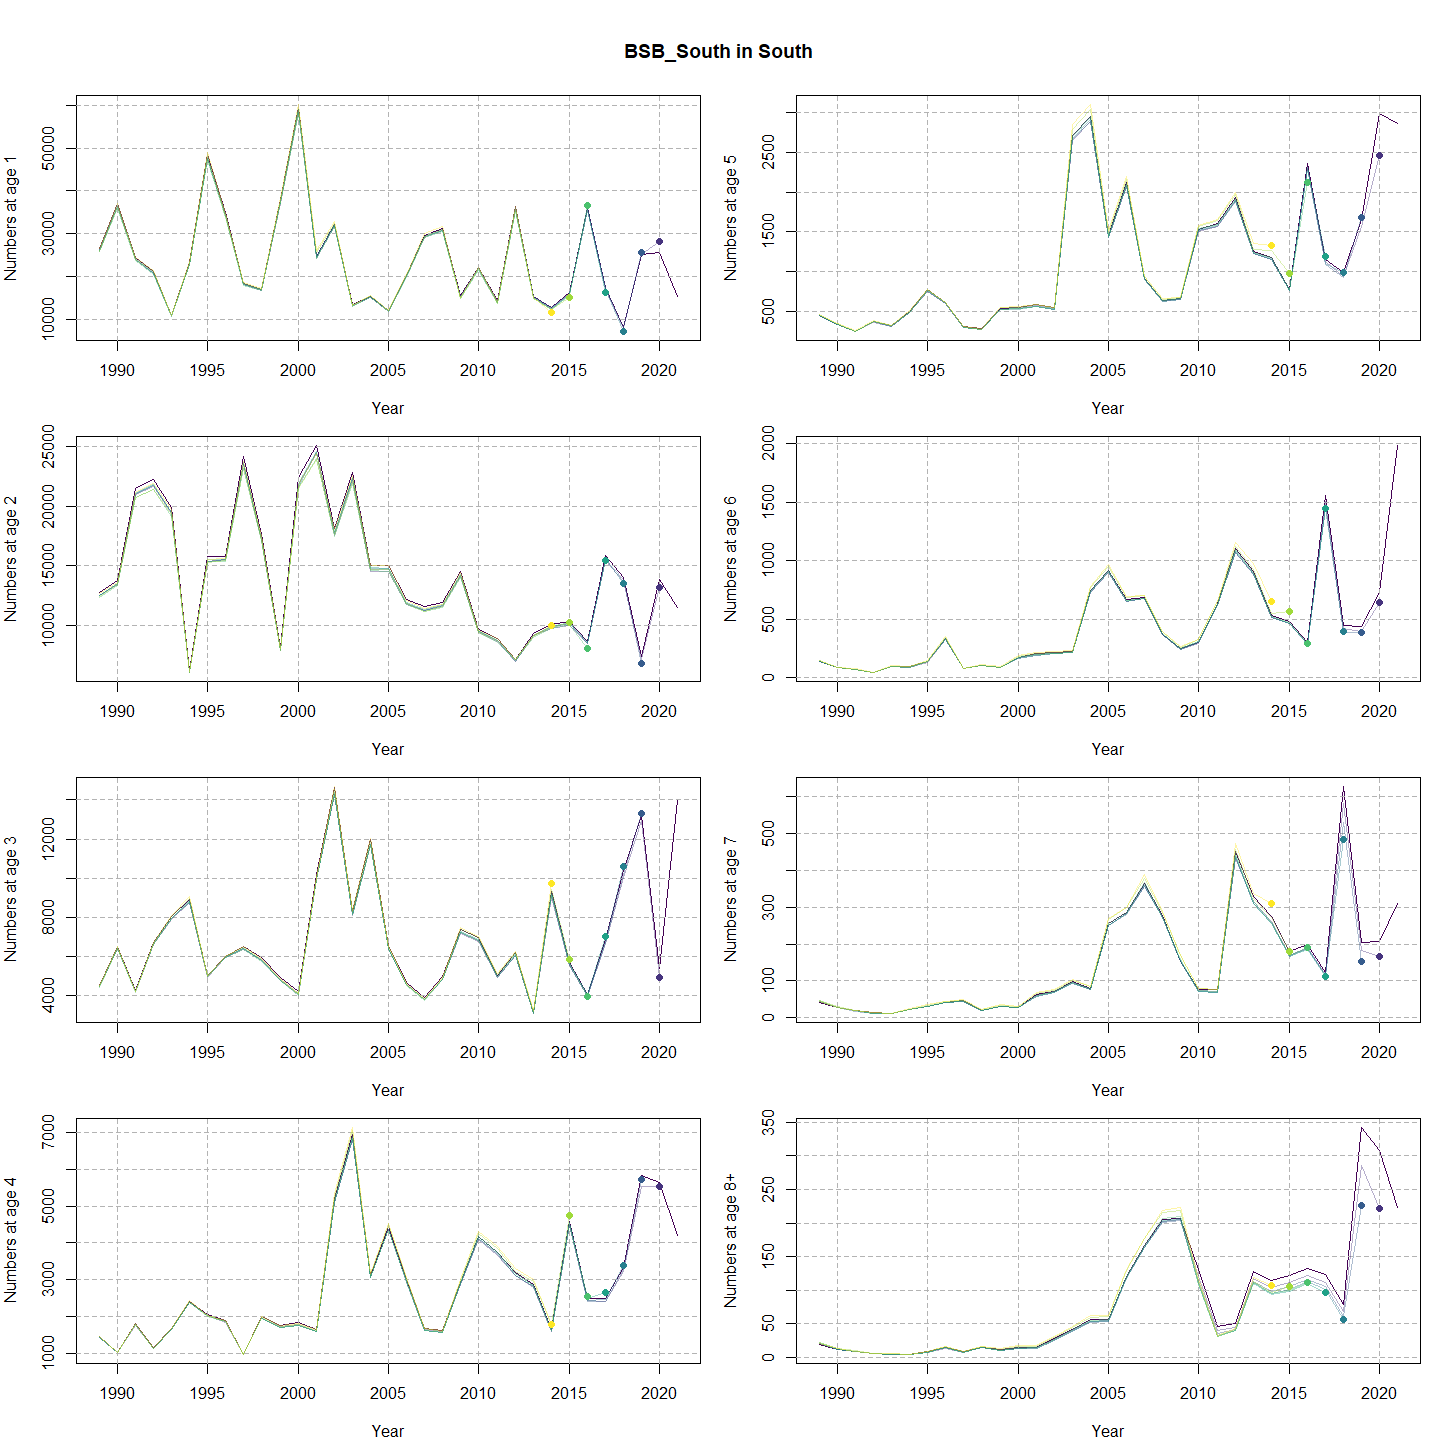 BSB_South in South
Numbers at age 1
10000 30000 50000
1990 1995 2000 2005 2010 2015 2020
Year
Numbers at age 5
500 1500 2500
1990 1995 2000 2005 2010 2015 2020
Year
Numbers at age 2
10000 15000 20000 25000
1990 1995 2000 2005 2010 2015 2020
Year
Numbers at age 6
0 500 1000 1500 2000
1990 1995 2000 2005 2010 2015 2020
Year
Numbers at age 3
4000 8000 12000
1990 1995 2000 2005 2010 2015 2020
Year
Numbers at age 7
0 100 300 500
1990 1995 2000 2005 2010 2015 2020
Year
Numbers at age 4
1000 3000 5000 7000
1990 1995 2000 2005 2010 2015 2020
Year
Numbers at age 8+
0 50 150 250 350
1990 1995 2000 2005 2010 2015 2020
Year